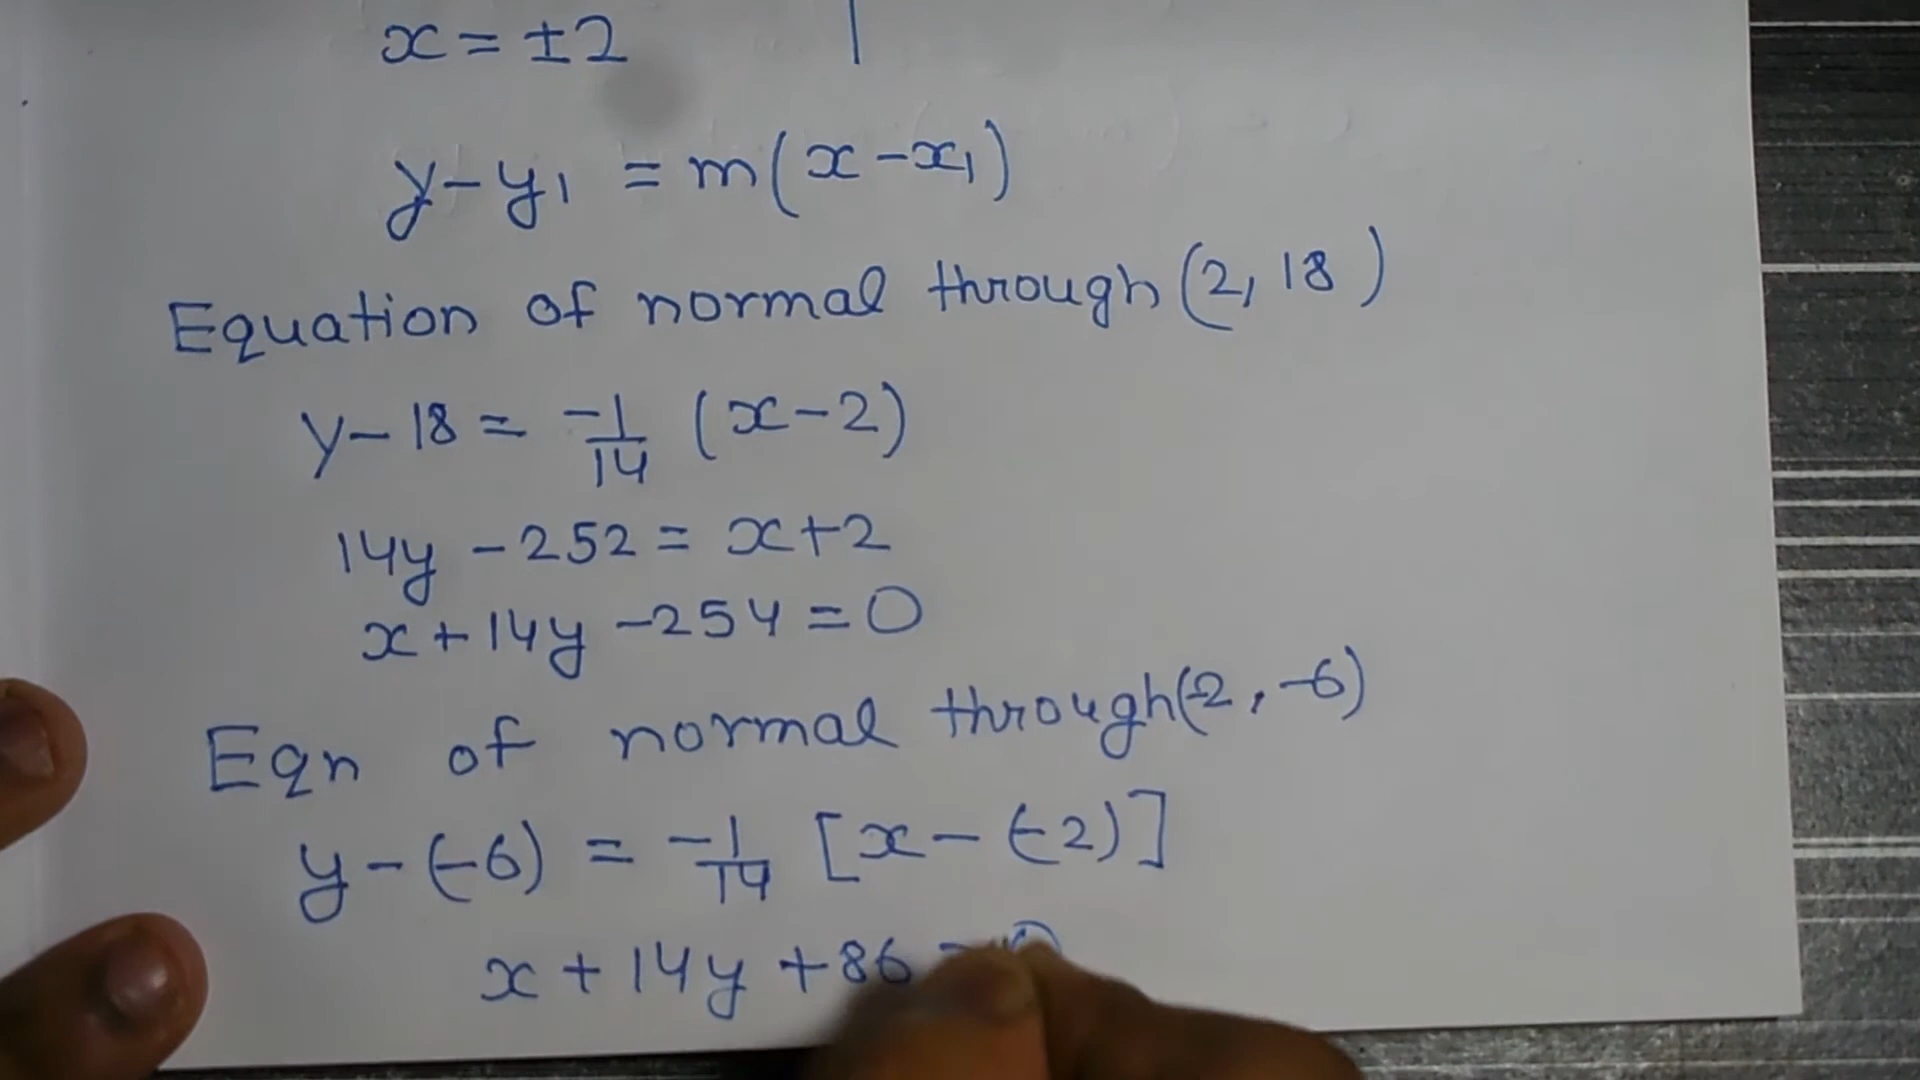 x = ±2
y - y₁ = m(x - x₁)
Equation of normal through (2, 18)
y - 18 = -1/14 (x - 2)
14y - 252 = x + 2
x + 14y - 254 = 0
Eqn of normal through (-2, -6)
y - (-6) = -1/14 [x - (-2)]
x + 14y + 86 = 0